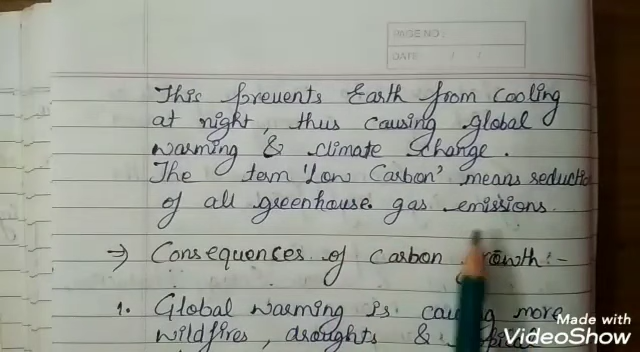 PAGE NO:
DATE / /
This prevents Earth from cooling
at night, thus causing global
warming & climate change.
The term 'Low Carbon' means reductio
of all greenhouse gas emissions.
⇒ Consequences of Carbon growth :-
1. Global warming is causing more
wildfires, droughts &
Made with
VideoShow